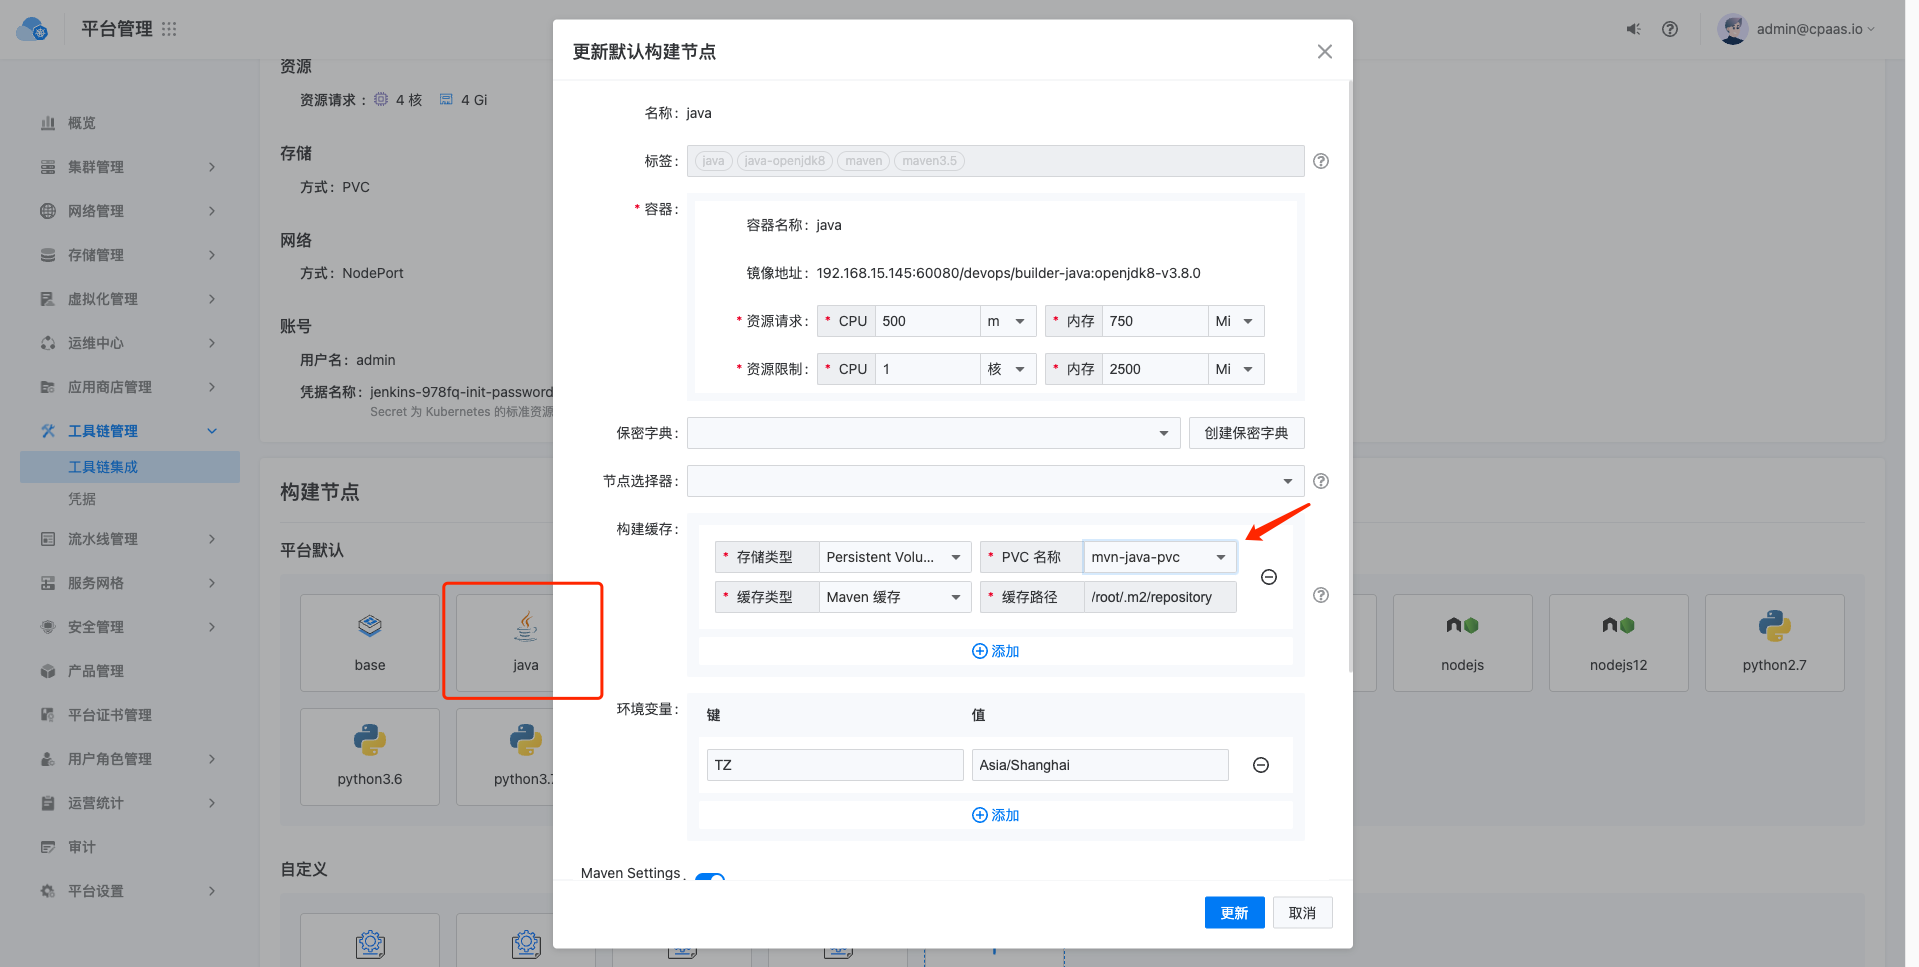 平台管理
admin@cpaas.io
概览
集群管理
网络管理
存储管理
虚拟化管理
运维中心
应用商店管理
工具链管理
工具链集成
凭据
流水线管理
服务网格
安全管理
产品管理
平台证书管理
用户角色管理
运营统计
审计
平台设置
资源
资源请求： 4 核 4 Gi
存储
方式： PVC
网络
方式： NodePort
账号
用户名： admin
凭据名称： jenkins-978fq-init-password
Secret 为 Kubernetes 的标准资源
构建节点
平台默认
base
java
nodejs
nodejs12
python2.7
python3.6
python3.7
自定义
更新默认构建节点
名称： java
标签： java java-openjdk8 maven maven3.5
* 容器：
容器名称： java
镜像地址： 192.168.15.145:60080/devops/builder-java:openjdk8-v3.8.0
* 资源请求： * CPU 500 m * 内存 750 Mi
* 资源限制： * CPU 1 核 * 内存 2500 Mi
保密字典： 创建保密字典
节点选择器：
构建缓存：
* 存储类型 Persistent Volu... * PVC 名称 mvn-java-pvc
* 缓存类型 Maven 缓存 * 缓存路径 /root/.m2/repository
添加
环境变量： 键 值
TZ Asia/Shanghai
添加
Maven Settings :
更新 取消